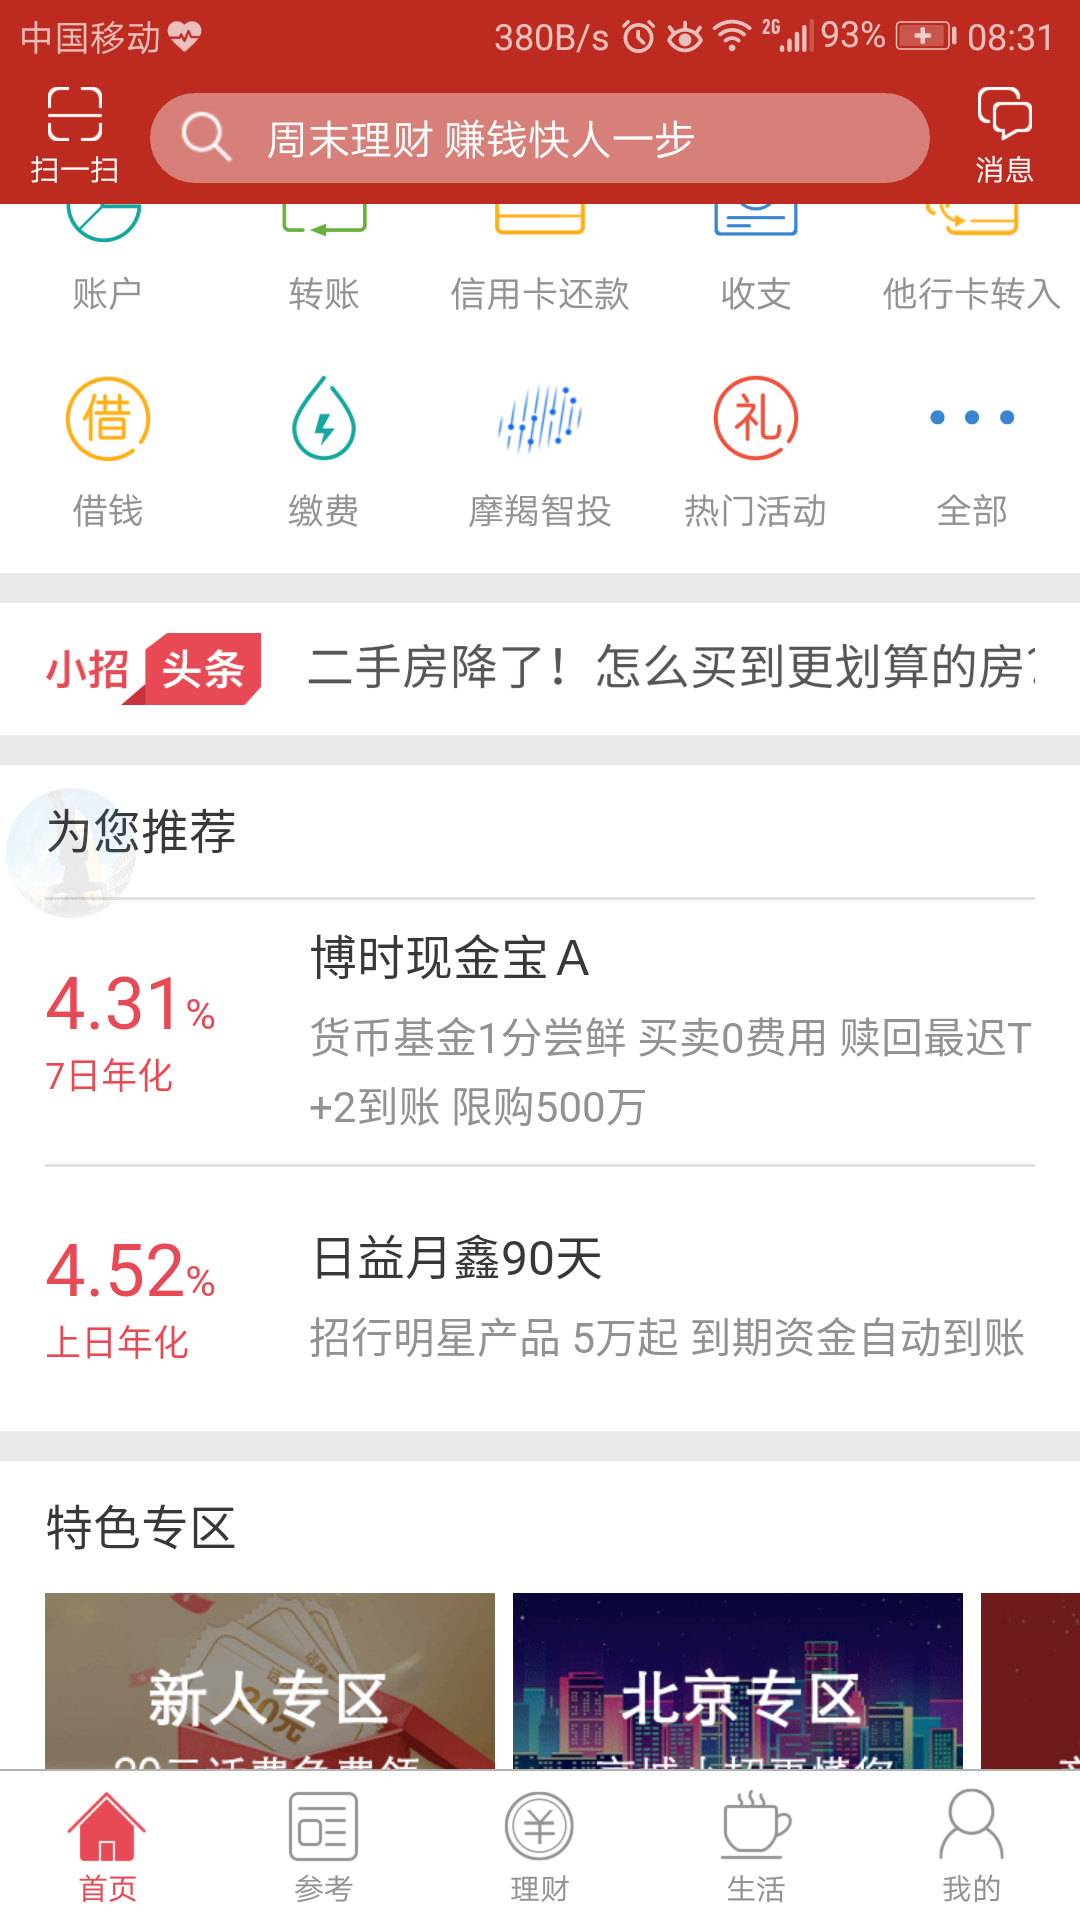 中国移动 380B/s 2G 93% 08:31
扫一扫 周末理财 赚钱快人一步 消息
账户 转账 信用卡还款 收支 他行卡转入
借 礼
借钱 缴费 摩羯智投 热门活动 全部
小招 头条 二手房降了！怎么买到更划算的房?
为您推荐
博时现金宝A
4.31%
7日年化
货币基金1分尝鲜 买卖0费用 赎回最迟T
+2到账 限购500万
日益月鑫90天
4.52%
上日年化
招行明星产品 5万起 到期资金自动到账
特色专区
新人专区 北京专区
首页 参考 理财 生活 我的